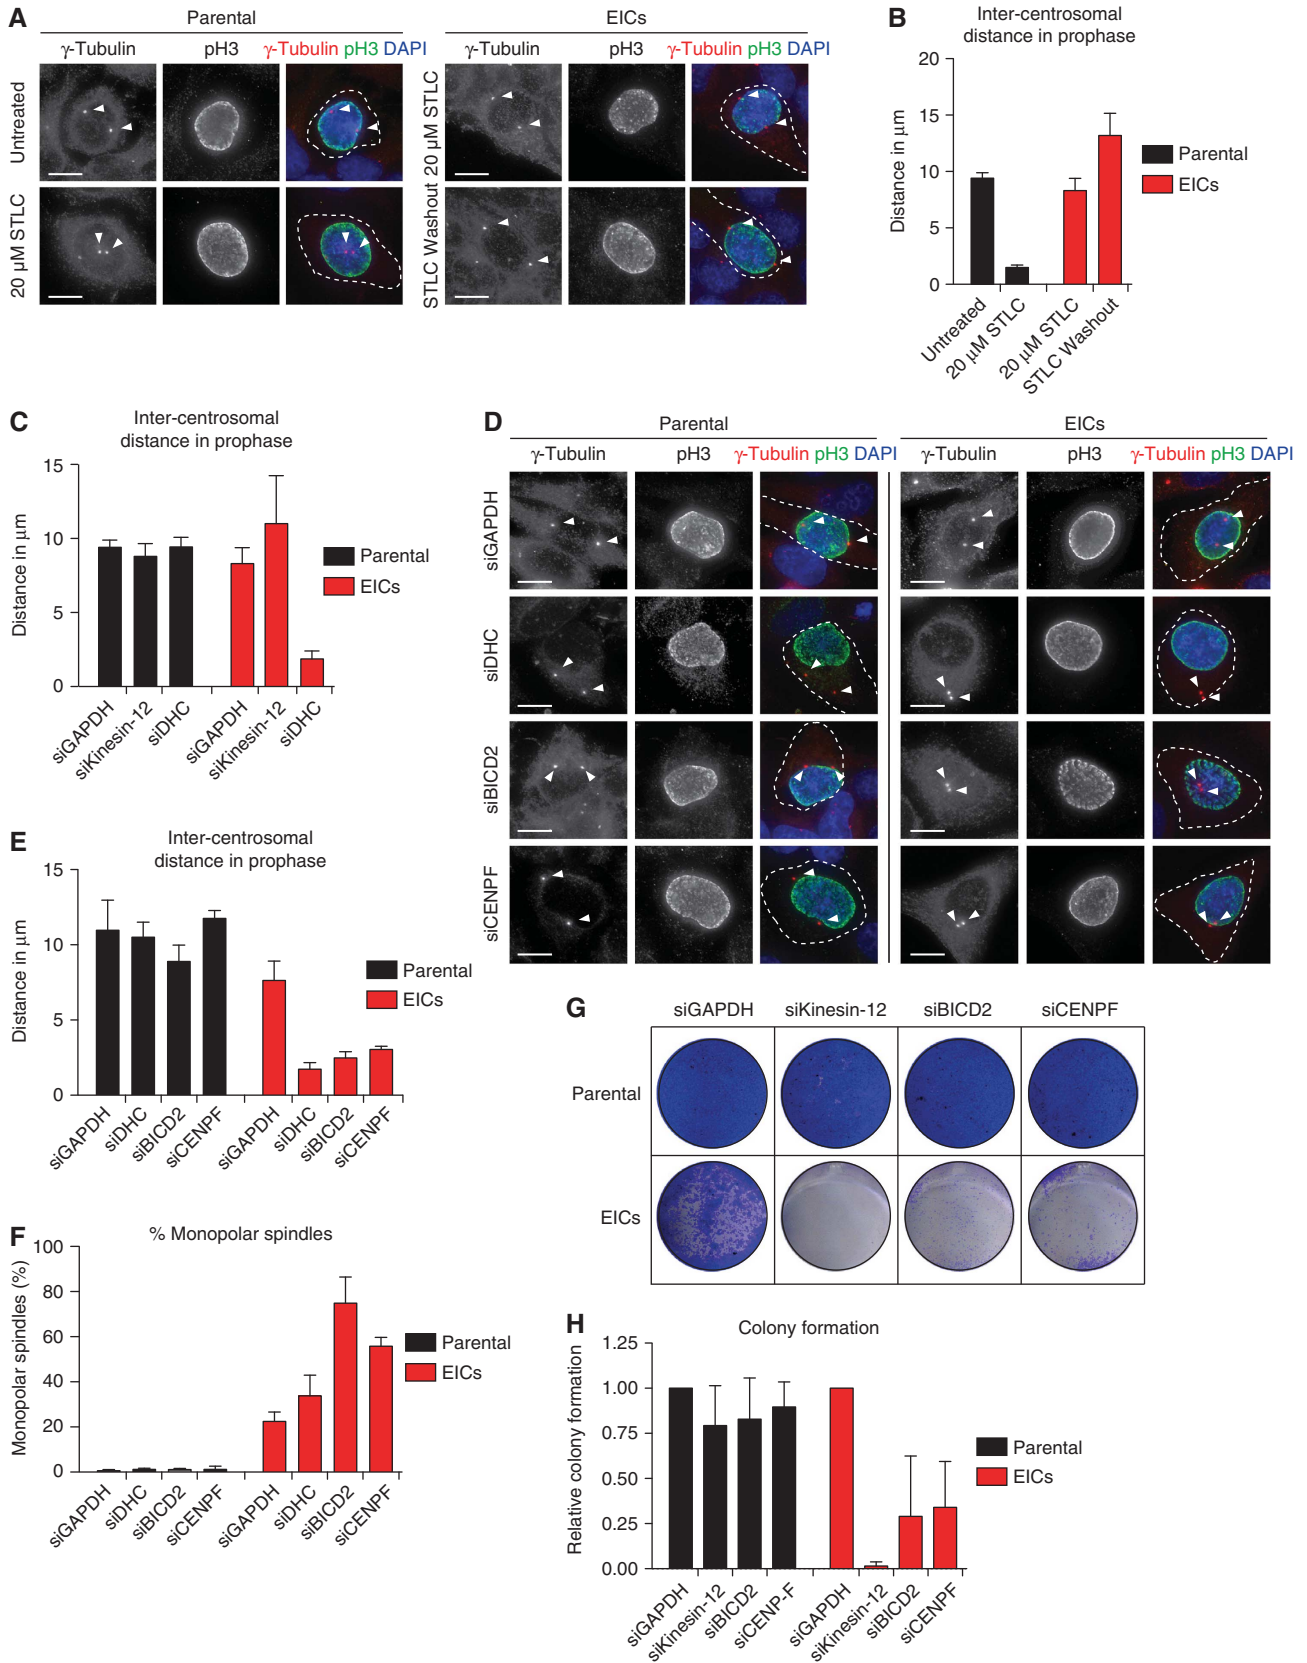 A
Parental
EICs
γ-Tubulin pH3 γ-Tubulin pH3 DAPI
γ-Tubulin pH3 γ-Tubulin pH3 DAPI
Untreated
20 μM STLC
20 μM STLC
STLC Washout
B
Inter-centrosomal
distance in prophase
Distance in μm
20
15
10
5
0
Untreated
20 μM STLC
20 μM STLC
STLC Washout
Parental
EICs
C
Inter-centrosomal
distance in prophase
Distance in μm
15
10
5
0
siGAPDH
siKinesin-12
siDHC
siGAPDH
siKinesin-12
siDHC
Parental
EICs
D
Parental
EICs
γ-Tubulin pH3 γ-Tubulin pH3 DAPI
γ-Tubulin pH3 γ-Tubulin pH3 DAPI
siGAPDH
siDHC
siBICD2
siCENPF
E
Inter-centrosomal
distance in prophase
Distance in μm
15
10
5
0
siGAPDH
siDHC
siBICD2
siCENPF
siGAPDH
siDHC
siBICD2
siCENPF
Parental
EICs
F
% Monopolar spindles
Monopolar spindles (%)
100
80
60
40
20
0
siGAPDH
siDHC
siBICD2
siCENPF
siGAPDH
siDHC
siBICD2
siCENPF
Parental
EICs
G
siGAPDH siKinesin-12 siBICD2 siCENPF
Parental
EICs
H
Colony formation
Relative colony formation
1.25
1.00
0.75
0.50
0.25
0.00
siGAPDH
siKinesin-12
siBICD2
siCENP-F
siGAPDH
siKinesin-12
siBICD2
siCENPF
Parental
EICs